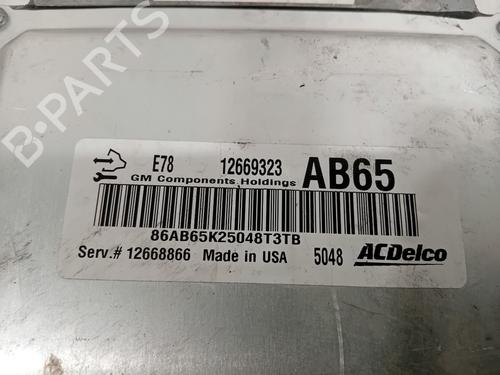 B-PARTS
E78 12669323 AB65
GM Components Holdings
86AB65K25048T3TB
Serv.# 12668866 Made in USA 5048 ACDelco